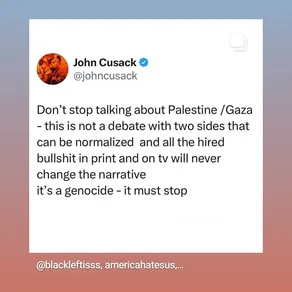 John Cusack
@johncusack
Don't stop talking about Palestine /Gaza
- this is not a debate with two sides that
can be normalized  and all the hired
bullshit in print and on tv will never
change the narrative
it's a genocide - it must stop
@blackleftisss, americahatesus,...